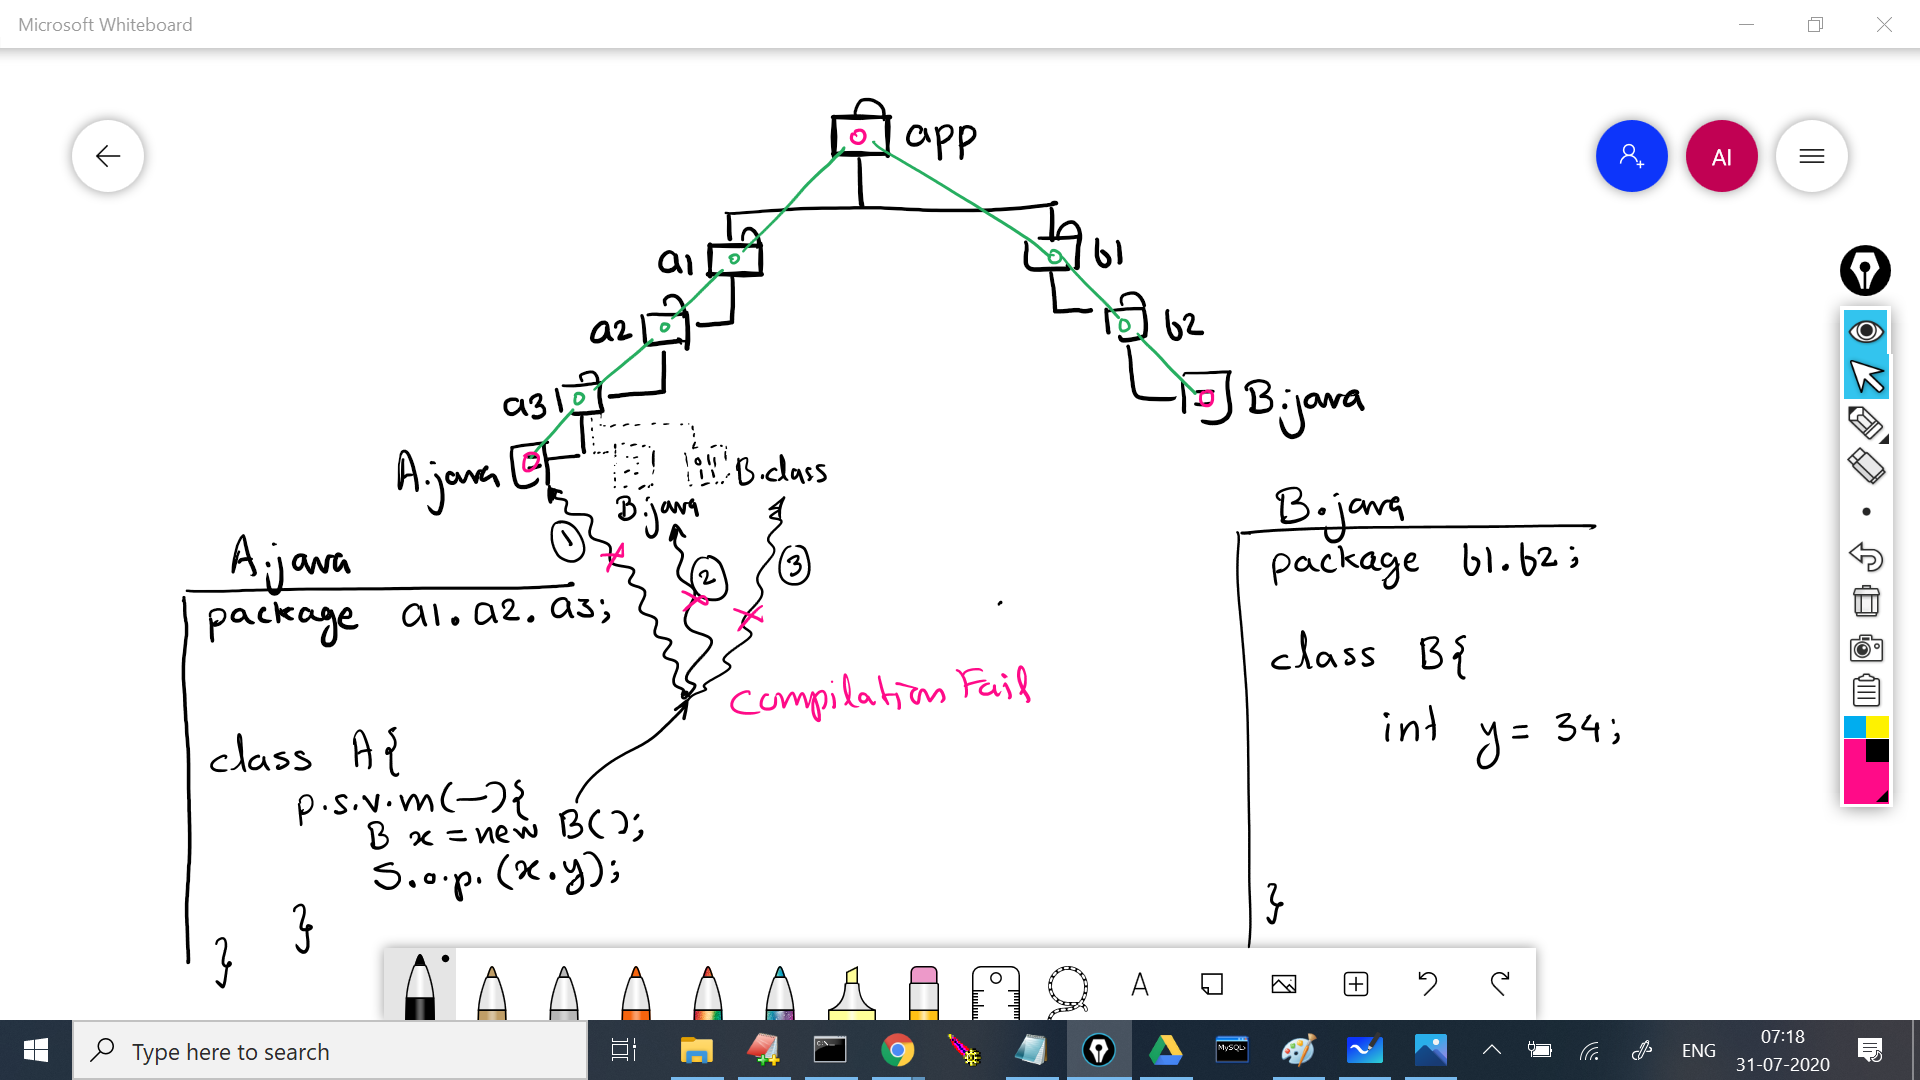 Microsoft Whiteboard
app
AI
a1
b1
a2
b2
a3
B.java
A.java
B.class
B.java
1
2
3
A.java
package a1.a2.a3;
class A{
p.s.v.m(—){
B x = new B();
S.o.p.(x.y);
}
}
Compilation Fail
B.java
package b1.b2;
class B{
int y = 34;
}
A
Type here to search
MySQL
ENG
07:18
31-07-2020